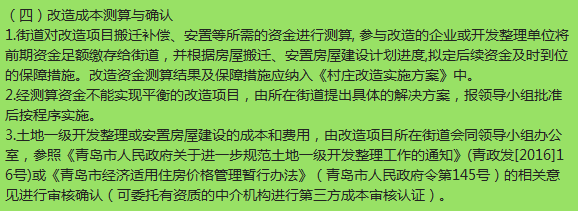 （四）改造成本测算与确认
1.街道对改造项目搬迁补偿、安置等所需的资金进行测算，参与改造的企业或开发整理单位将
前期资金足额缴存给街道，并根据房屋搬迁、安置房屋建设计划进度,拟定后续资金及时到位
的保障措施。改造资金测算结果及保障措施应纳入《村庄改造实施方案》中。
2.经测算资金不能实现平衡的改造项目，由所在街道提出具体的解决方案，报领导小组批准
后按程序实施。
3.土地一级开发整理或安置房屋建设的成本和费用，由改造项目所在街道会同领导小组办公
室，参照《青岛市人民政府关于进一步规范土地一级开发整理工作的通知》(青政发[2016]1
6号)或《青岛市经济适用住房价格管理暂行办法》（青岛市人民政府令第145号）的相关意
见进行审核确认（可委托有资质的中介机构进行第三方成本审核认证）。